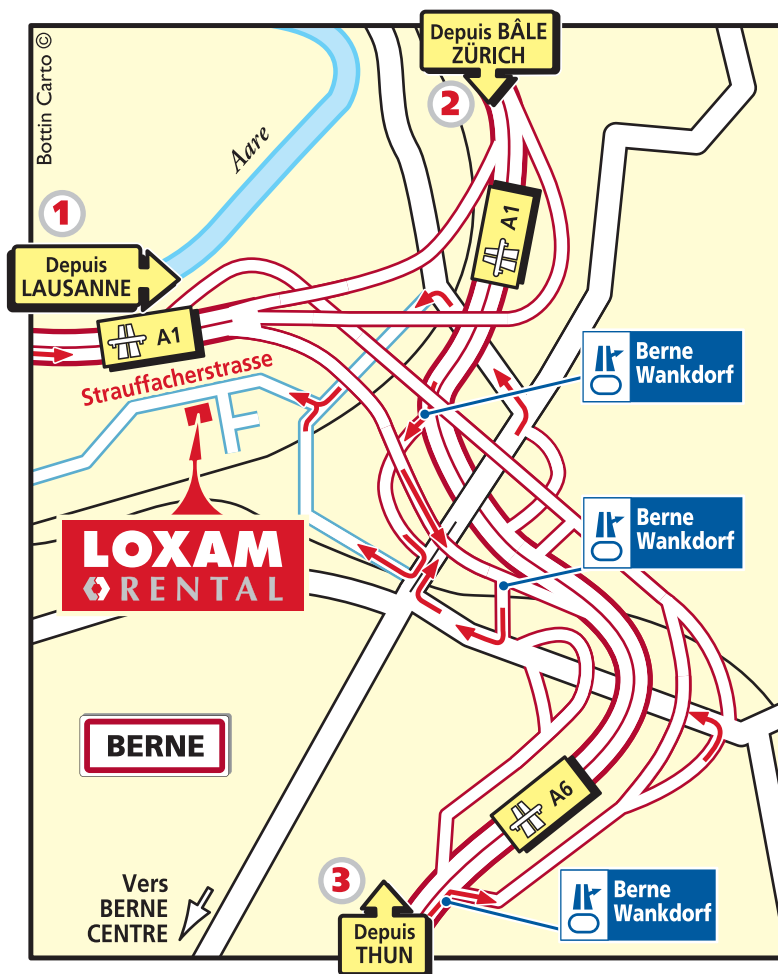 Depuis BÂLE
ZÜRICH
2
Bottin Carto ©
Aare
1
Depuis
LAUSANNE
A1
A1
Strauffacherstrasse
Berne
Wankdorf
LOXAM
RENTAL
Berne
Wankdorf
BERNE
A6
Vers
BERNE
CENTRE
3
Depuis
THUN
Berne
Wankdorf